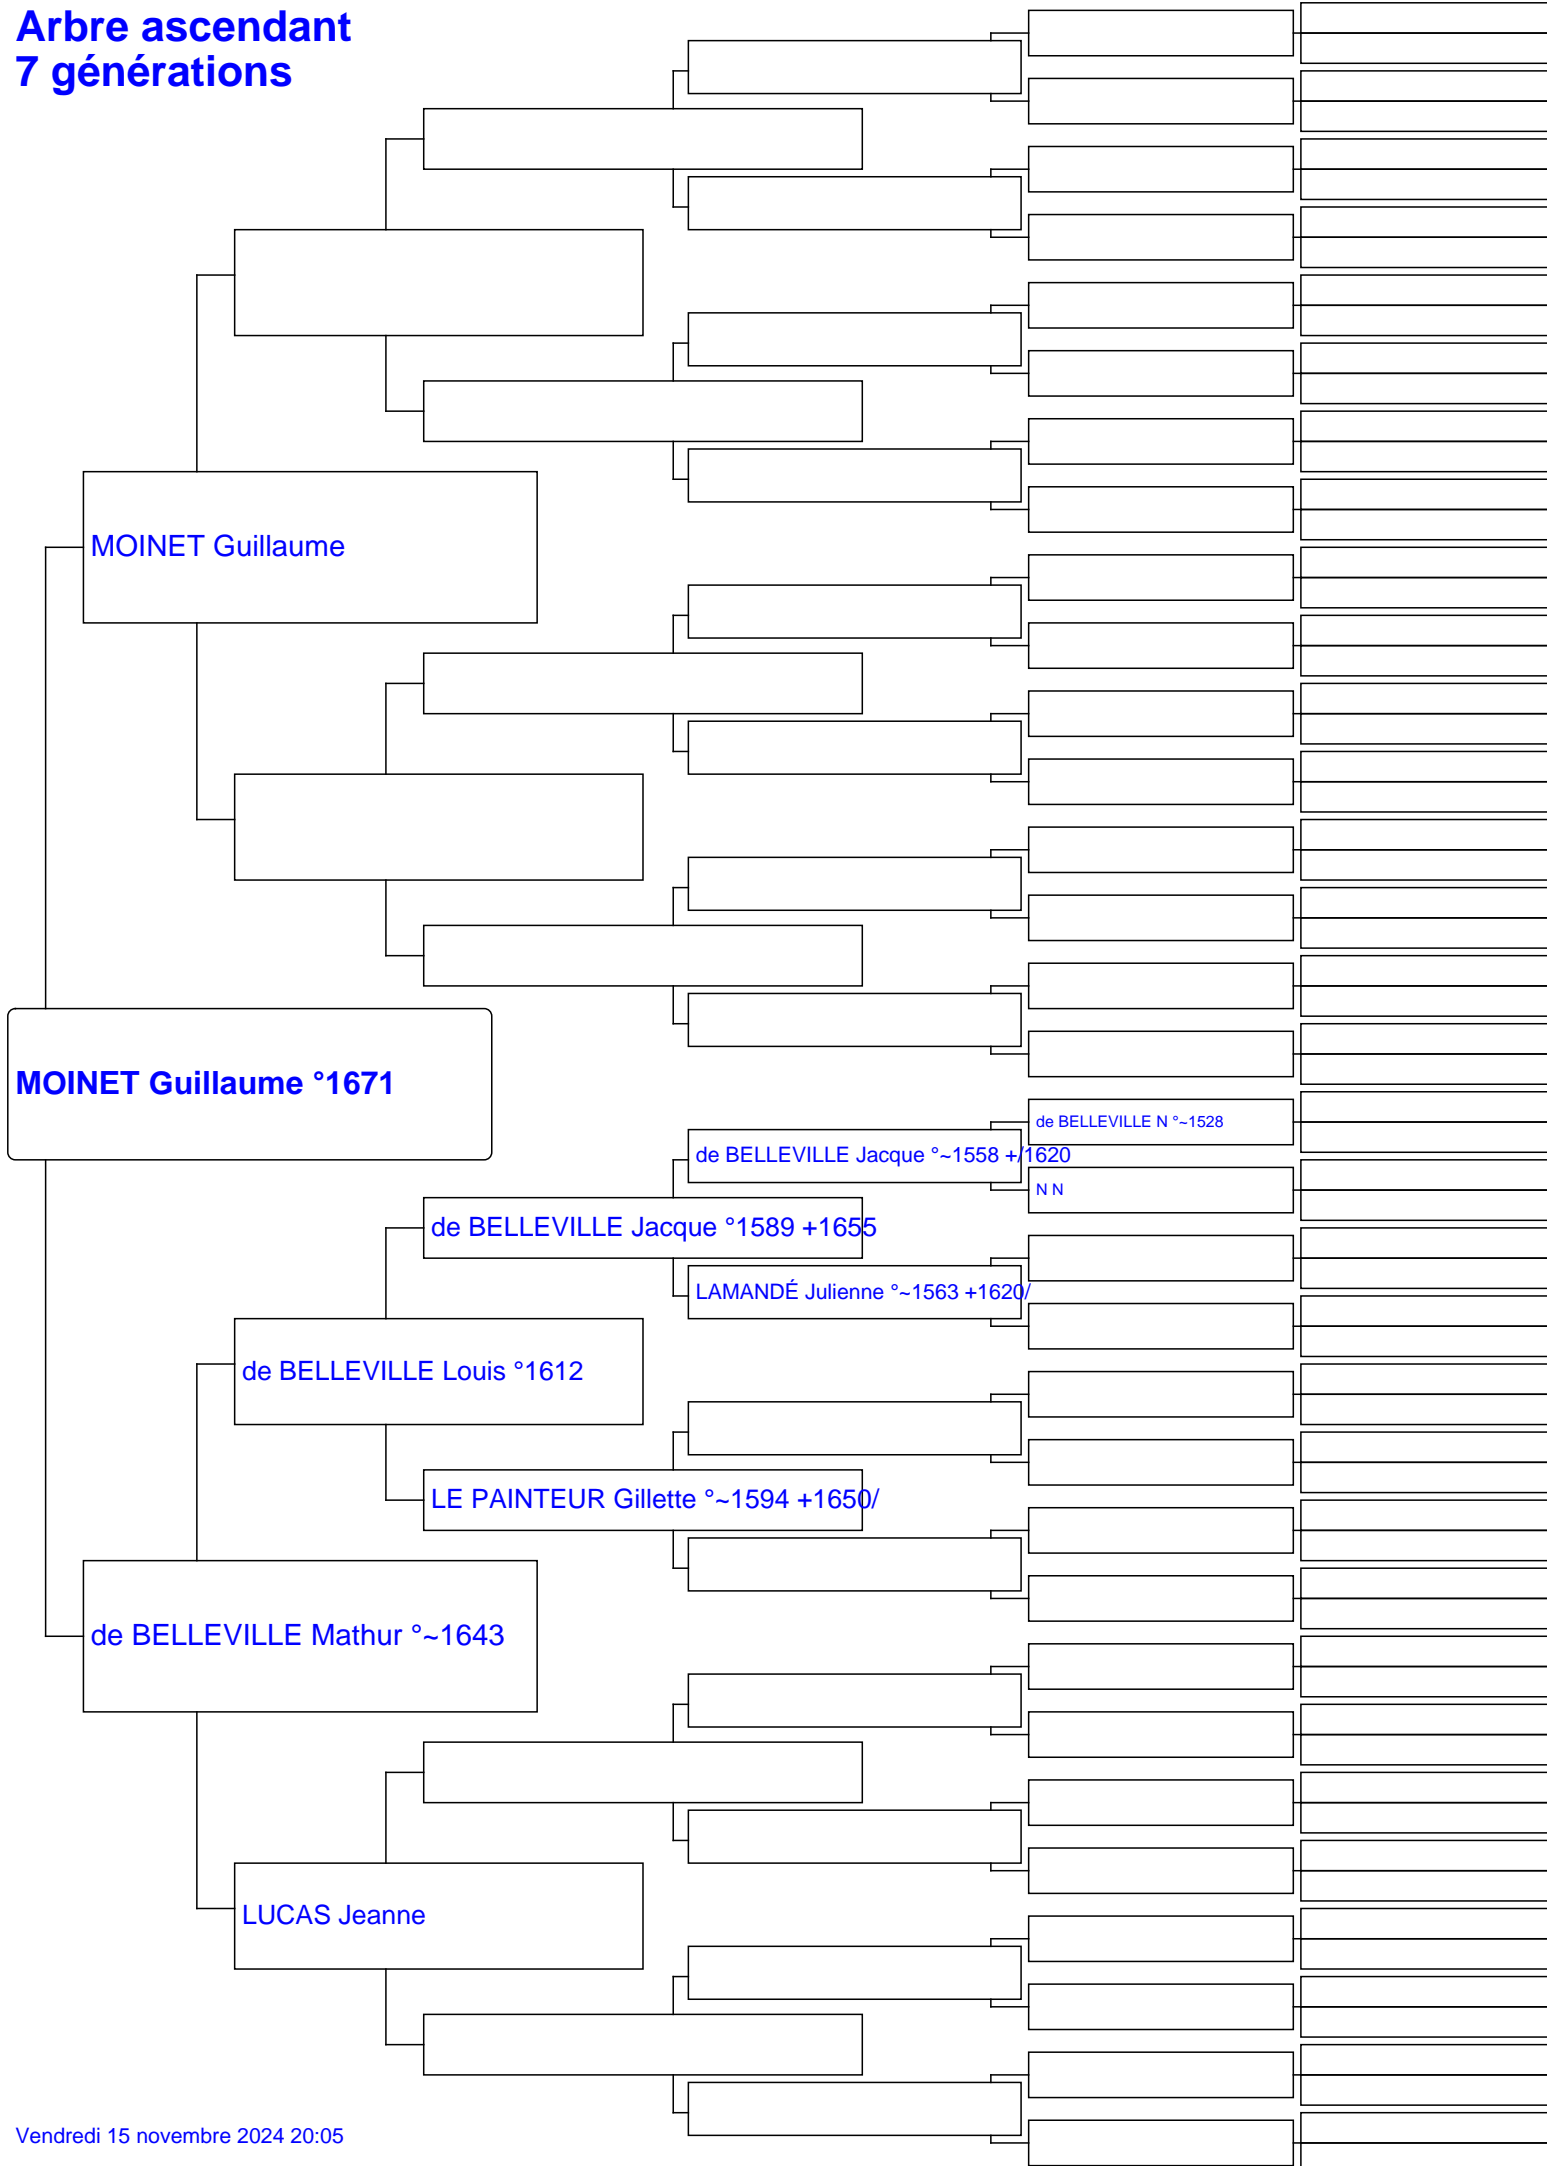 Arbre ascendant
7 générations
MOINET Guillaume
MOINET Guillaume °1671
de BELLEVILLE N °~1528
de BELLEVILLE Jacque °~1558 +/1620
N N
de BELLEVILLE Jacque °1589 +1655
LAMANDÉ Julienne °~1563 +1620/
de BELLEVILLE Louis °1612
LE PAINTEUR Gillette °~1594 +1650/
de BELLEVILLE Mathur °~1643
LUCAS Jeanne
Vendredi 15 novembre 2024 20:05